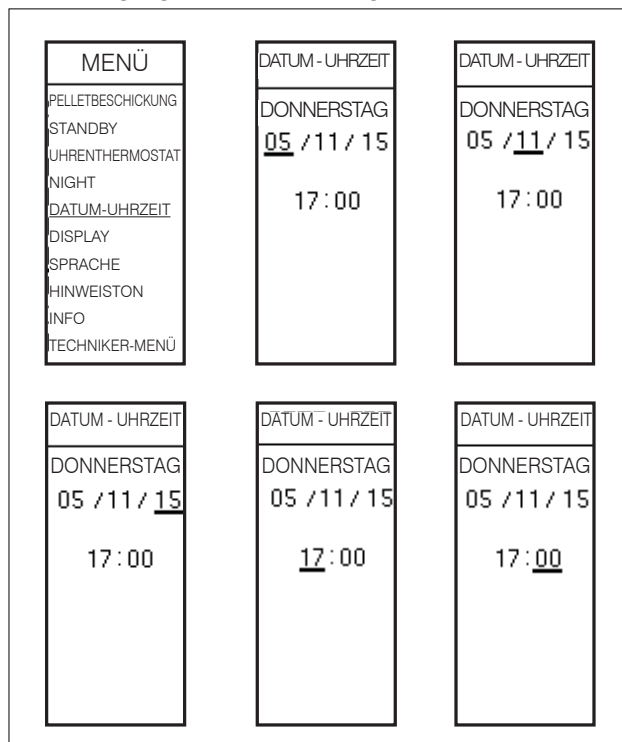 MENÜ
PELLETBESCHICKUNG
STANDBY
UHRENTHERMOSTAT
NIGHT
DATUM-UHRZEIT
DISPLAY
SPRACHE
HINWEISTON
INFO
TECHNIKER-MENÜ
DATUM - UHRZEIT
DONNERSTAG
05 / 11 / 15
17:00
DATUM - UHRZEIT
DONNERSTAG
05 / 11 / 15
17:00
DATUM - UHRZEIT
DONNERSTAG
05 / 11 / 15
17:00
DATUM - UHRZEIT
DONNERSTAG
05 / 11 / 15
17:00
DATUM - UHRZEIT
DONNERSTAG
05 / 11 / 15
17:00